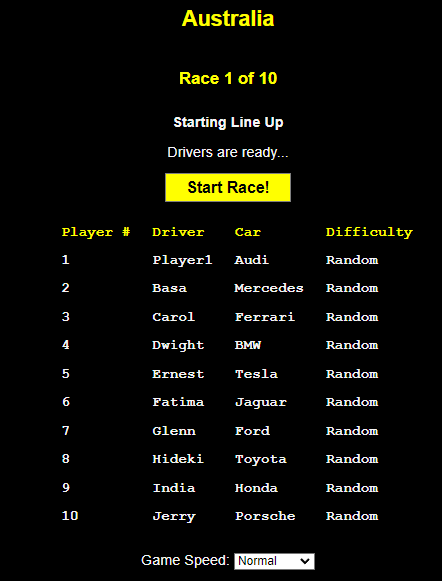 Australia
Race 1 of 10
Starting Line Up
Drivers are ready...
Start Race!
Player # Driver Car Difficulty
1 Player1 Audi Random
2 Basa Mercedes Random
3 Carol Ferrari Random
4 Dwight BMW Random
5 Ernest Tesla Random
6 Fatima Jaguar Random
7 Glenn Ford Random
8 Hideki Toyota Random
9 India Honda Random
10 Jerry Porsche Random
Game Speed: Normal